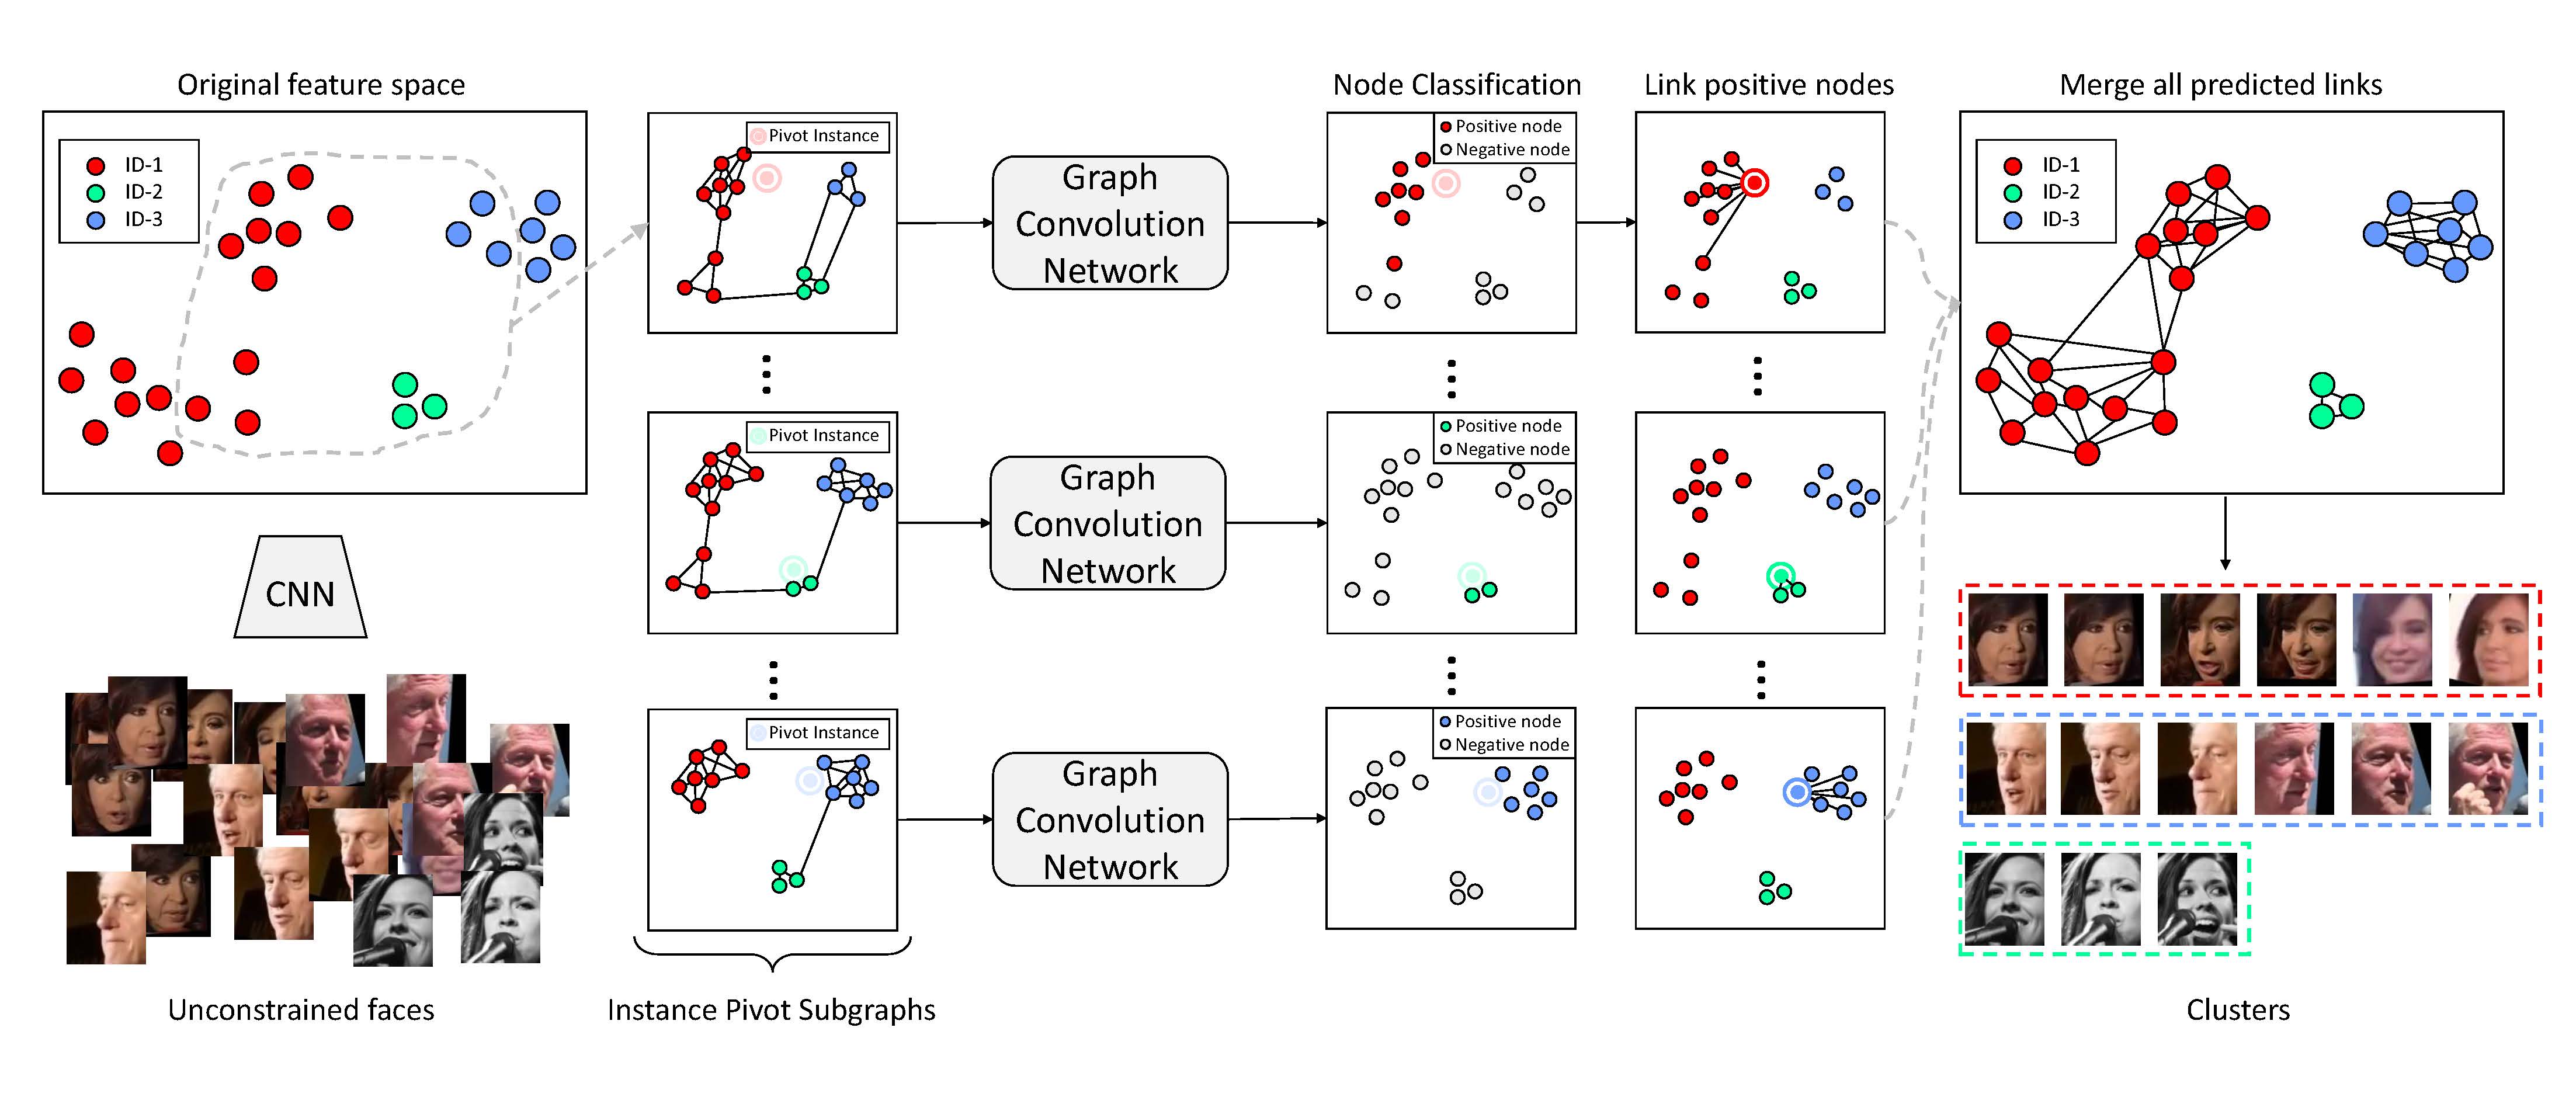 Original feature space
ID-1
ID-2
ID-3
CNN
Unconstrained faces
Pivot Instance
Pivot Instance
Pivot Instance
Instance Pivot Subgraphs
Graph
Convolution
Network
Graph
Convolution
Network
Graph
Convolution
Network
Node Classification
Positive node
Negative node
Positive node
Negative node
Positive node
Negative node
Link positive nodes
Merge all predicted links
ID-1
ID-2
ID-3
Clusters